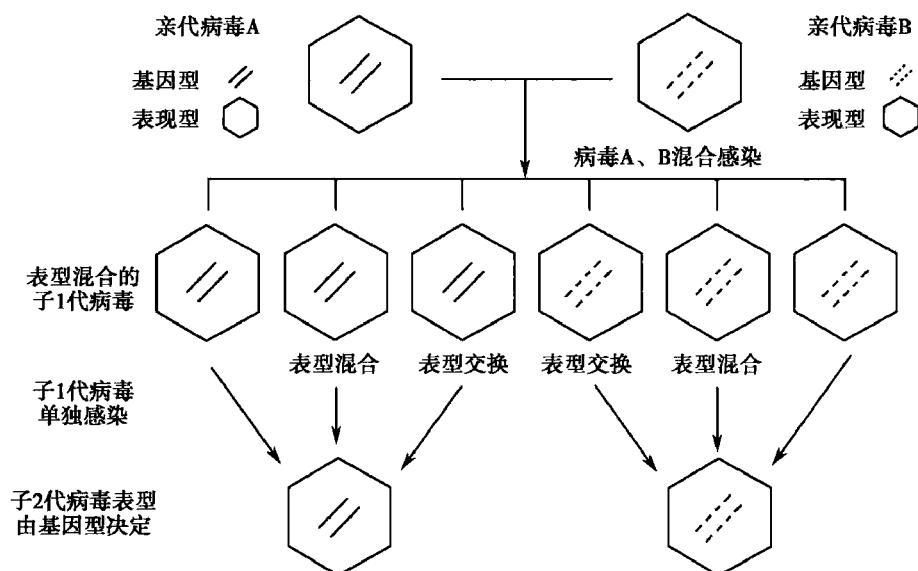 亲代病毒A
亲代病毒B
基因型
基因型
表现型
表现型
病毒A、B混合感染
表型混合的
子1代病毒
表型混合
表型交换
表型交换
表型混合
子1代病毒
单独感染
子2代病毒表型
由基因型决定